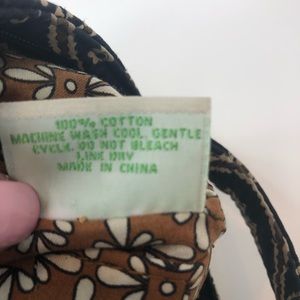 100% COTTON
MACHINE WASH COOL, GENTLE
CYCLE. DO NOT BLEACH
LINE DRY
MADE IN CHINA